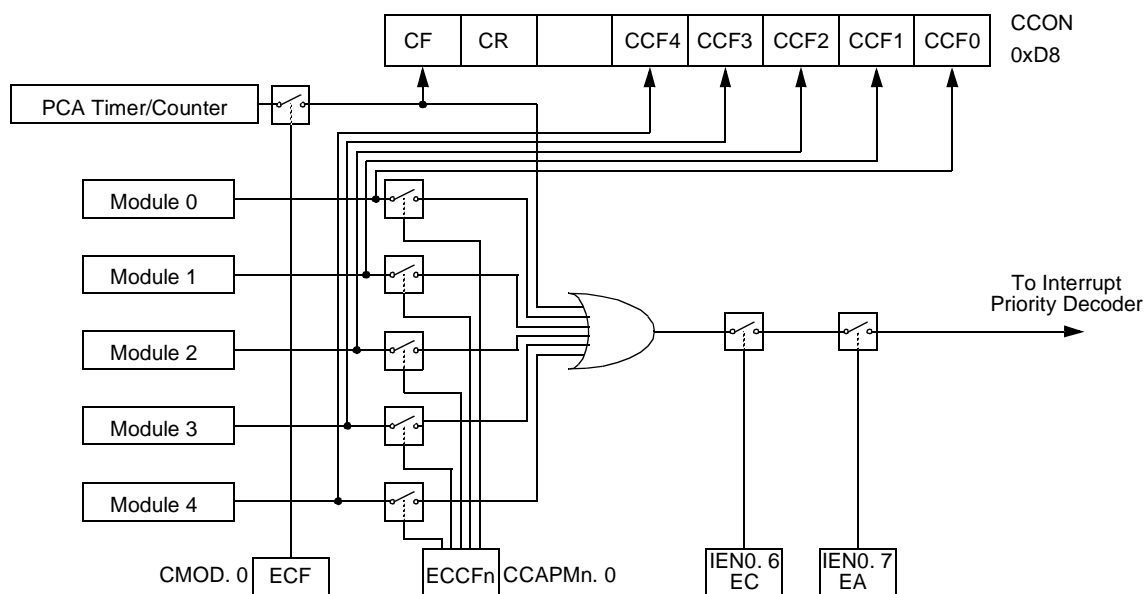 CF CR CCF4 CCF3 CCF2 CCF1 CCF0
CCON
0xD8
PCA Timer/Counter
Module 0
Module 1
Module 2
Module 3
Module 4
To Interrupt
Priority Decoder
CMOD. 0 ECF
ECCFn CCAPMn. 0
IEN0. 6
EC
IEN0. 7
EA